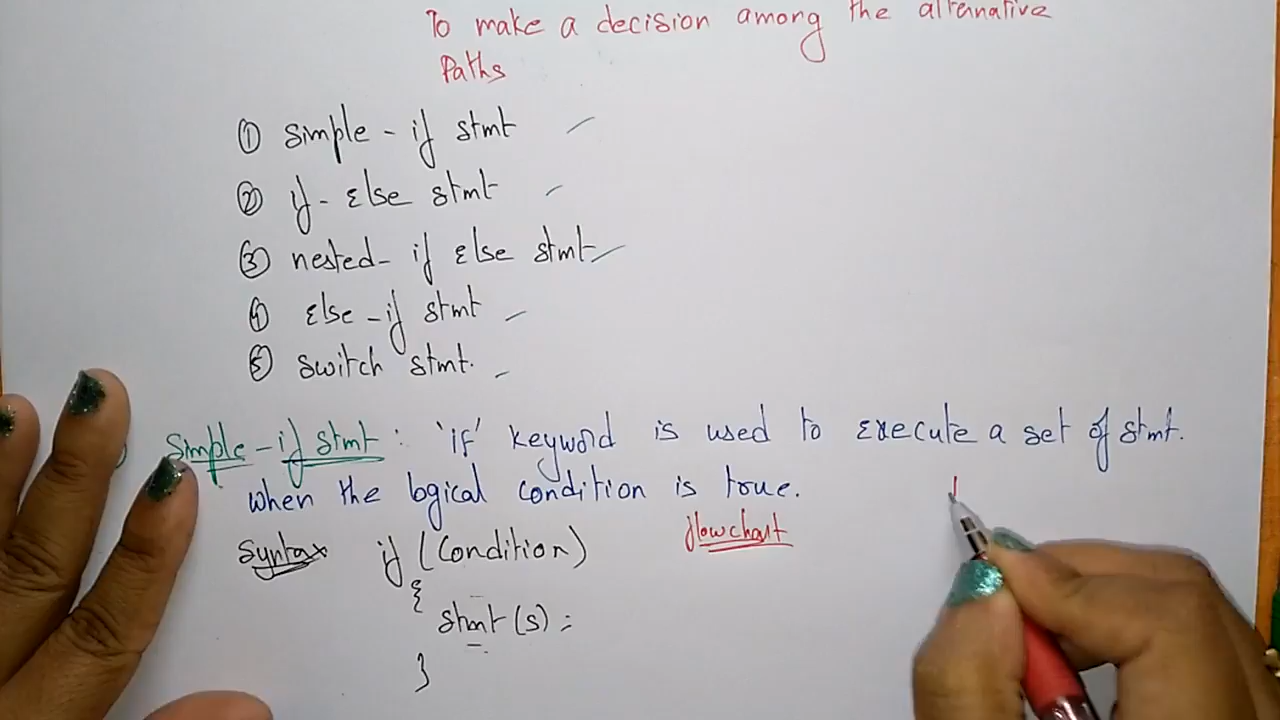 To make a decision among the alternative
Paths
① simple - if stmt
② if - Else stmt
③ nested - if Else stmt
④ Else - if stmt
⑤ switch stmt.
Simple - if stmt : 'if' keyword is used to Execute a set of stmt.
when the logical condition is true.
Syntax if (Condition) flowchart
{
stmt(s);
}